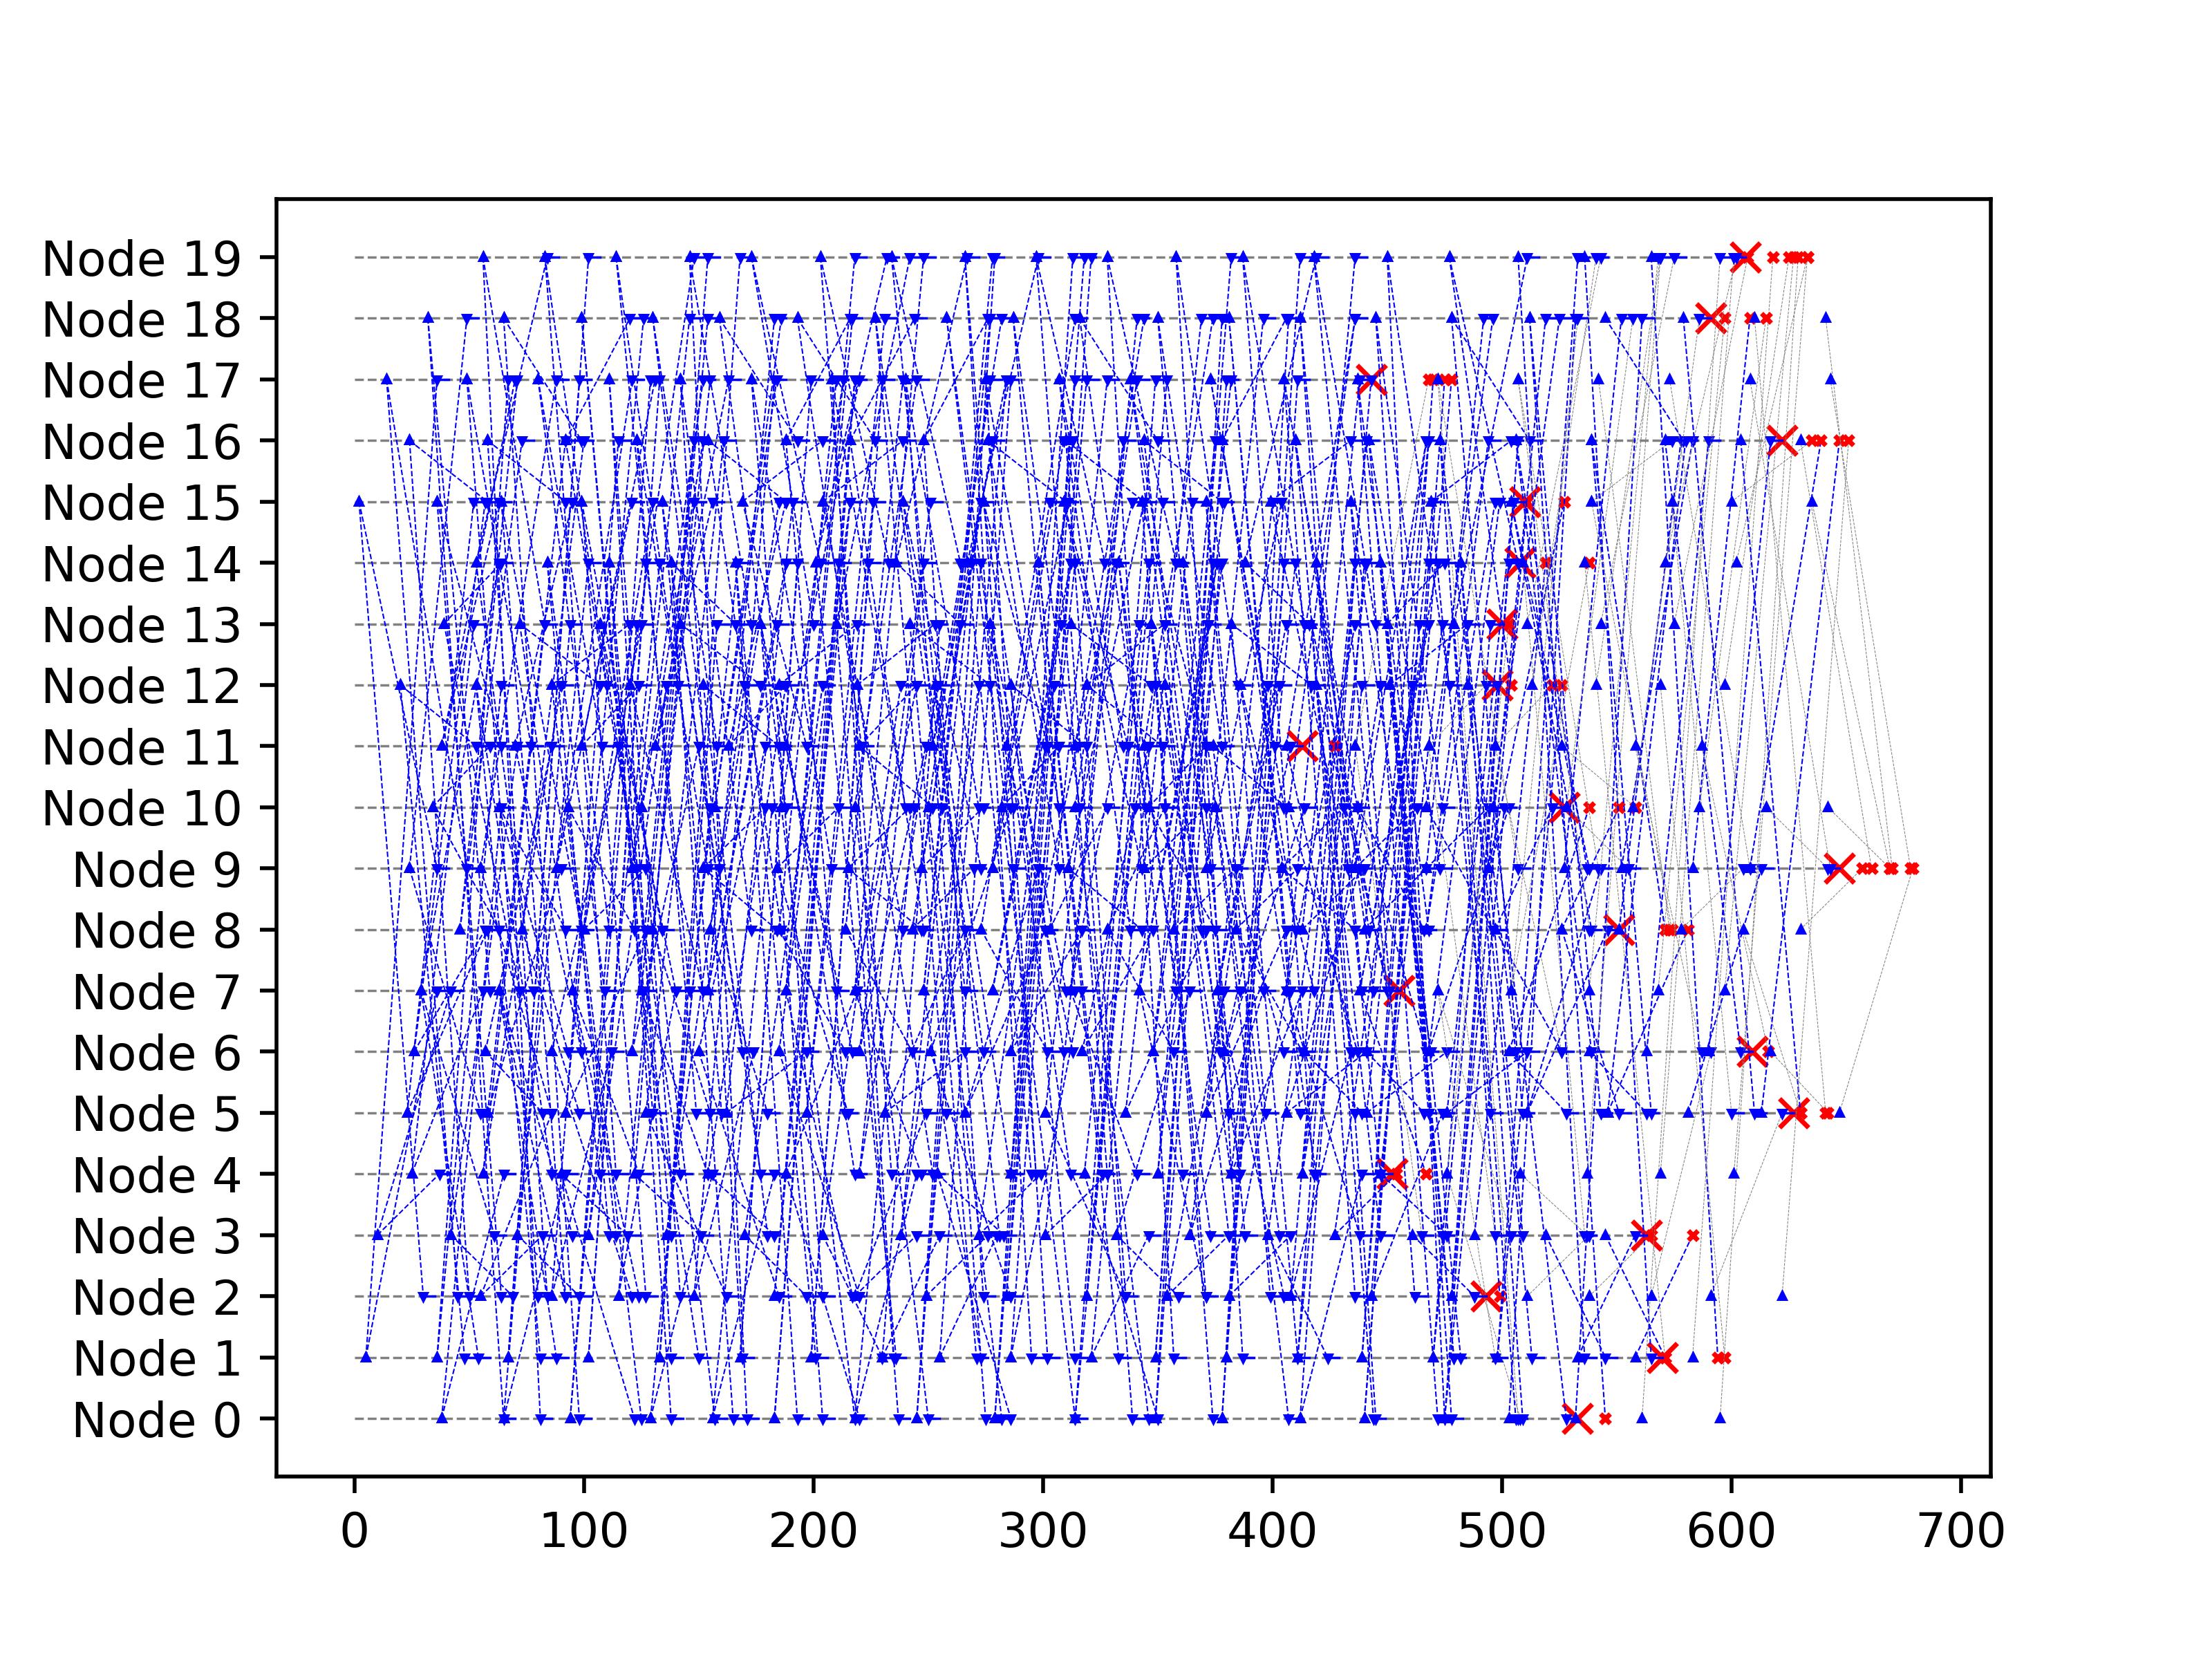 Node 19
Node 18
Node 17
Node 16
Node 15
Node 14
Node 13
Node 12
Node 11
Node 10
Node 9
Node 8
Node 7
Node 6
Node 5
Node 4
Node 3
Node 2
Node 1
Node 0
0 100 200 300 400 500 600 700